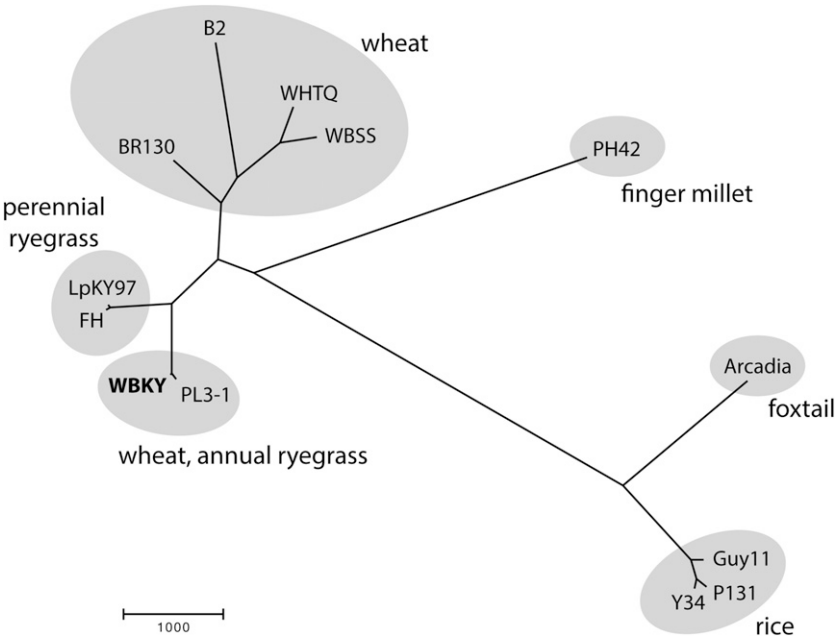 B2
wheat
WHTQ
WBSS
BR130
PH42
finger millet
perennial
ryegrass
LpKY97
FH
WBKY
PL3-1
wheat, annual ryegrass
Arcadia
foxtail
Guy11
P131
Y34
rice
1000